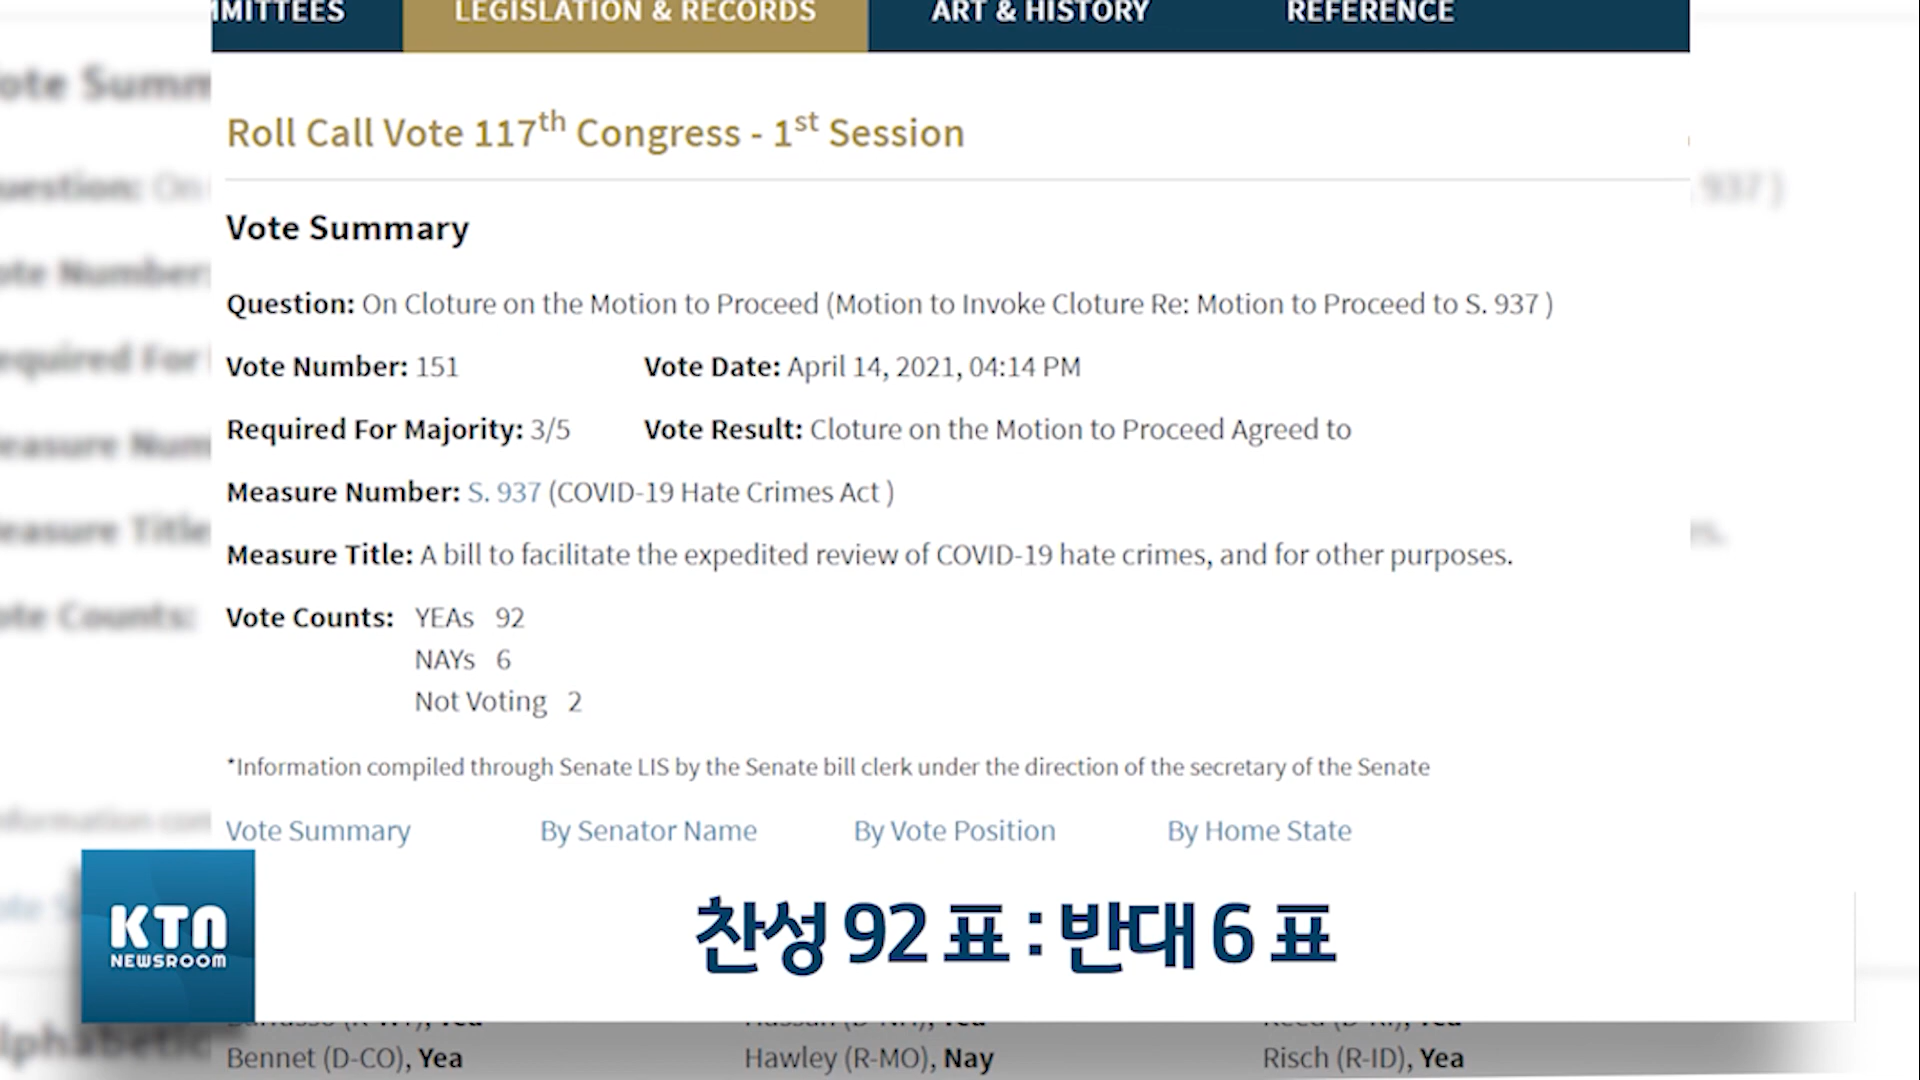 MMITTEES LEGISLATION & RECORDS ART & HISTORY REFERENCE
Roll Call Vote 117th Congress - 1st Session
Vote Summary
Question: On Cloture on the Motion to Proceed (Motion to Invoke Cloture Re: Motion to Proceed to S. 937 )
Vote Number: 151 Vote Date: April 14, 2021, 04:14 PM
Required For Majority: 3/5 Vote Result: Cloture on the Motion to Proceed Agreed to
Measure Number: S. 937 (COVID-19 Hate Crimes Act )
Measure Title: A bill to facilitate the expedited review of COVID-19 hate crimes, and for other purposes.
Vote Counts: YEAs 92
NAYs 6
Not Voting 2
*Information compiled through Senate LIS by the Senate bill clerk under the direction of the secretary of the Senate
Vote Summary By Senator Name By Vote Position By Home State
KTN
NEWSROOM
찬성 92 표 : 반대 6 표
Bennet (D-CO), Yea Hawley (R-MO), Nay Risch (R-ID), Yea